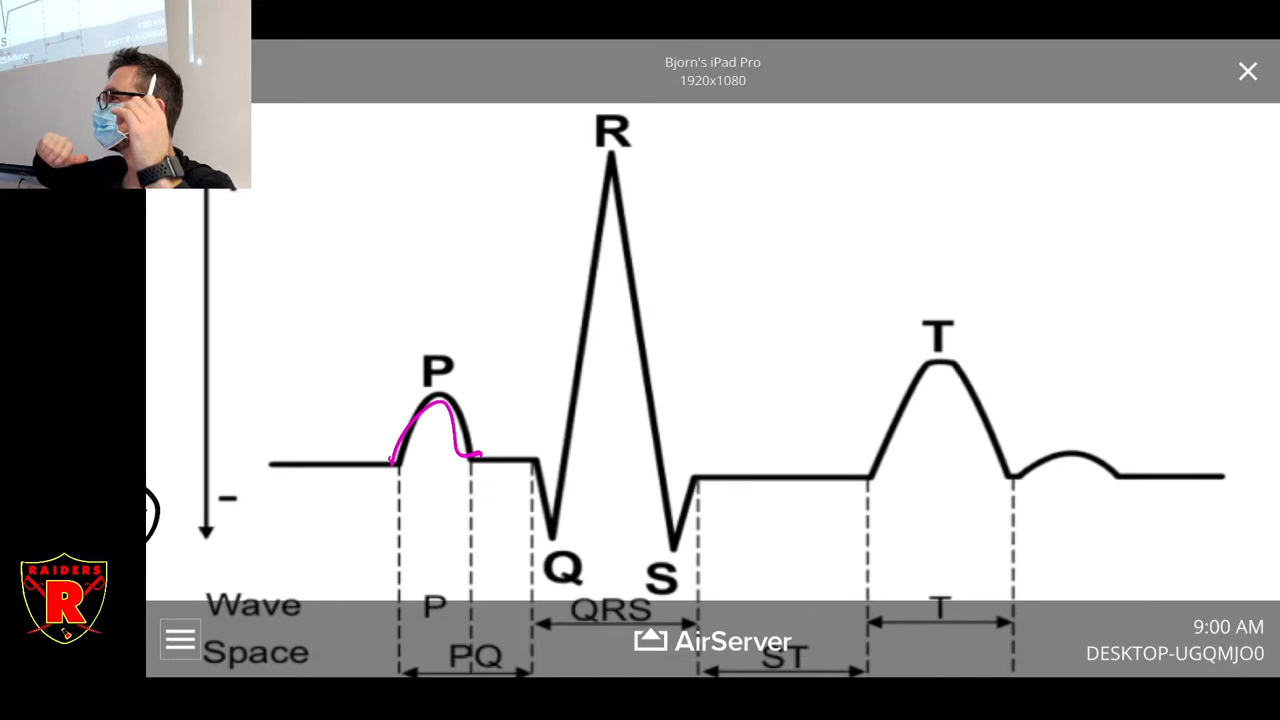 Bjorn's iPad Pro
1920x1080
R
P
T
Q
S
-
Wave P QRS T
Space PQ ST
AirServer
9:00 AM
DESKTOP-UGQMJO0
RAIDERS
R